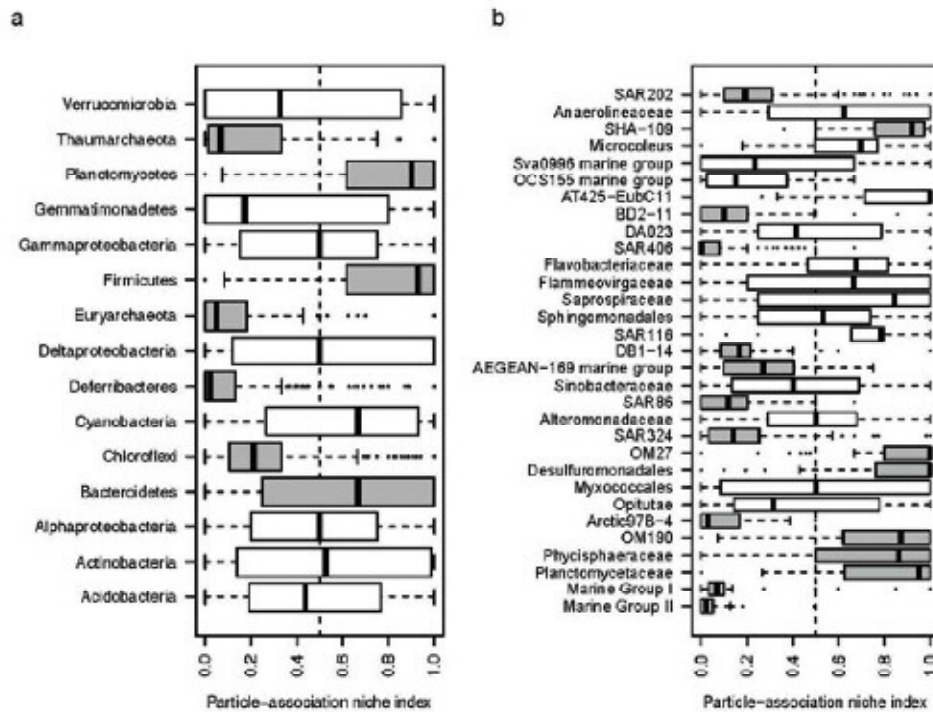 a
Verrucomicrobia
Thaumarchaeota
Planctomycetes
Gemmatimonadetes
Gammaproteobacteria
Firmicutes
Euryarchaeota
Deltaproteobacteria
Deferribacteres
Cyanobacteria
Chloroflexi
Bacteroidetes
Alphaproteobacteria
Actinobacteria
Acidobacteria
0.0 0.2 0.4 0.6 0.8 1.0
Particle-association niche index
b
SAR202
Anaerolineaceae
SHA-109
Microcoleus
Sva0996 marine group
OCS155 marine group
AT425-EubC11
BD2-11
DA023
SAR406
Flavobacteriaceae
Flammeovirgaceae
Saprospiraceae
Sphingomonadales
SAR116
DB1-14
AEGEAN-169 marine group
Sinobacteraceae
SAR86
Alteromonadaceae
SAR324
OM27
Desulfuromonadales
Myxococcales
Opitutae
Arctic97B-4
OM190
Phycisphaeraceae
Planctomycetaceae
Marine Group I
Marine Group II
0.0 0.2 0.4 0.6 0.8 1.0
Particle-association niche index